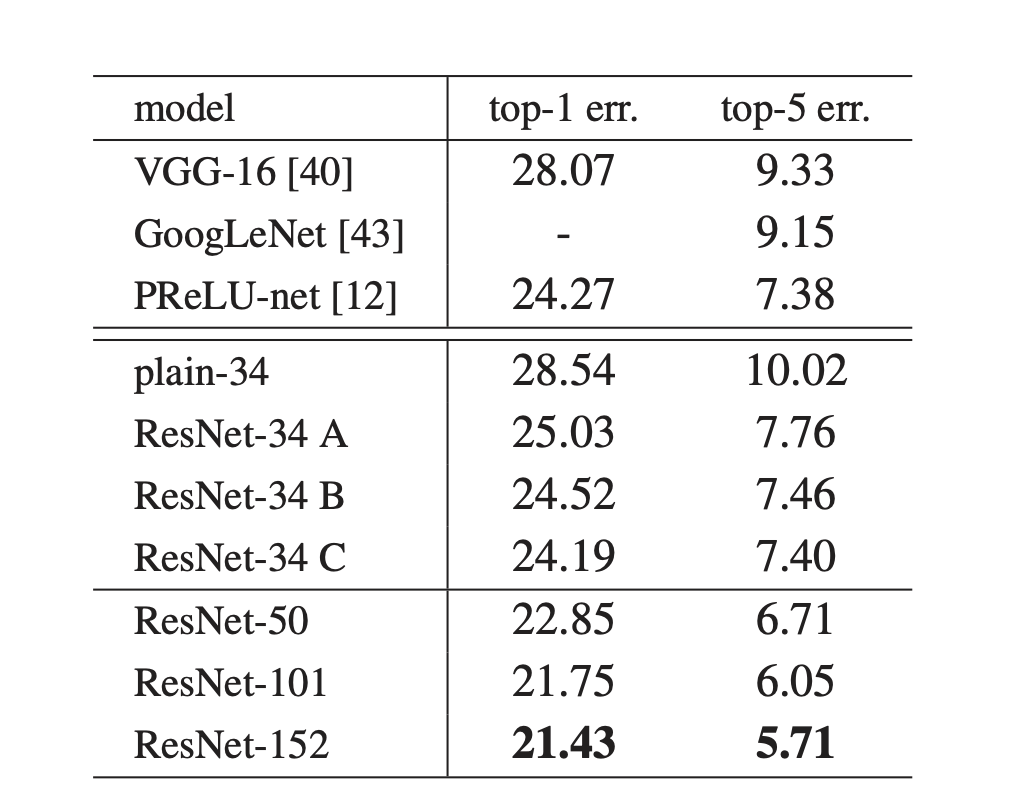 model top-1 err. top-5 err.
VGG-16 [40] 28.07 9.33
GoogLeNet [43] - 9.15
PReLU-net [12] 24.27 7.38
plain-34 28.54 10.02
ResNet-34 A 25.03 7.76
ResNet-34 B 24.52 7.46
ResNet-34 C 24.19 7.40
ResNet-50 22.85 6.71
ResNet-101 21.75 6.05
ResNet-152 21.43 5.71